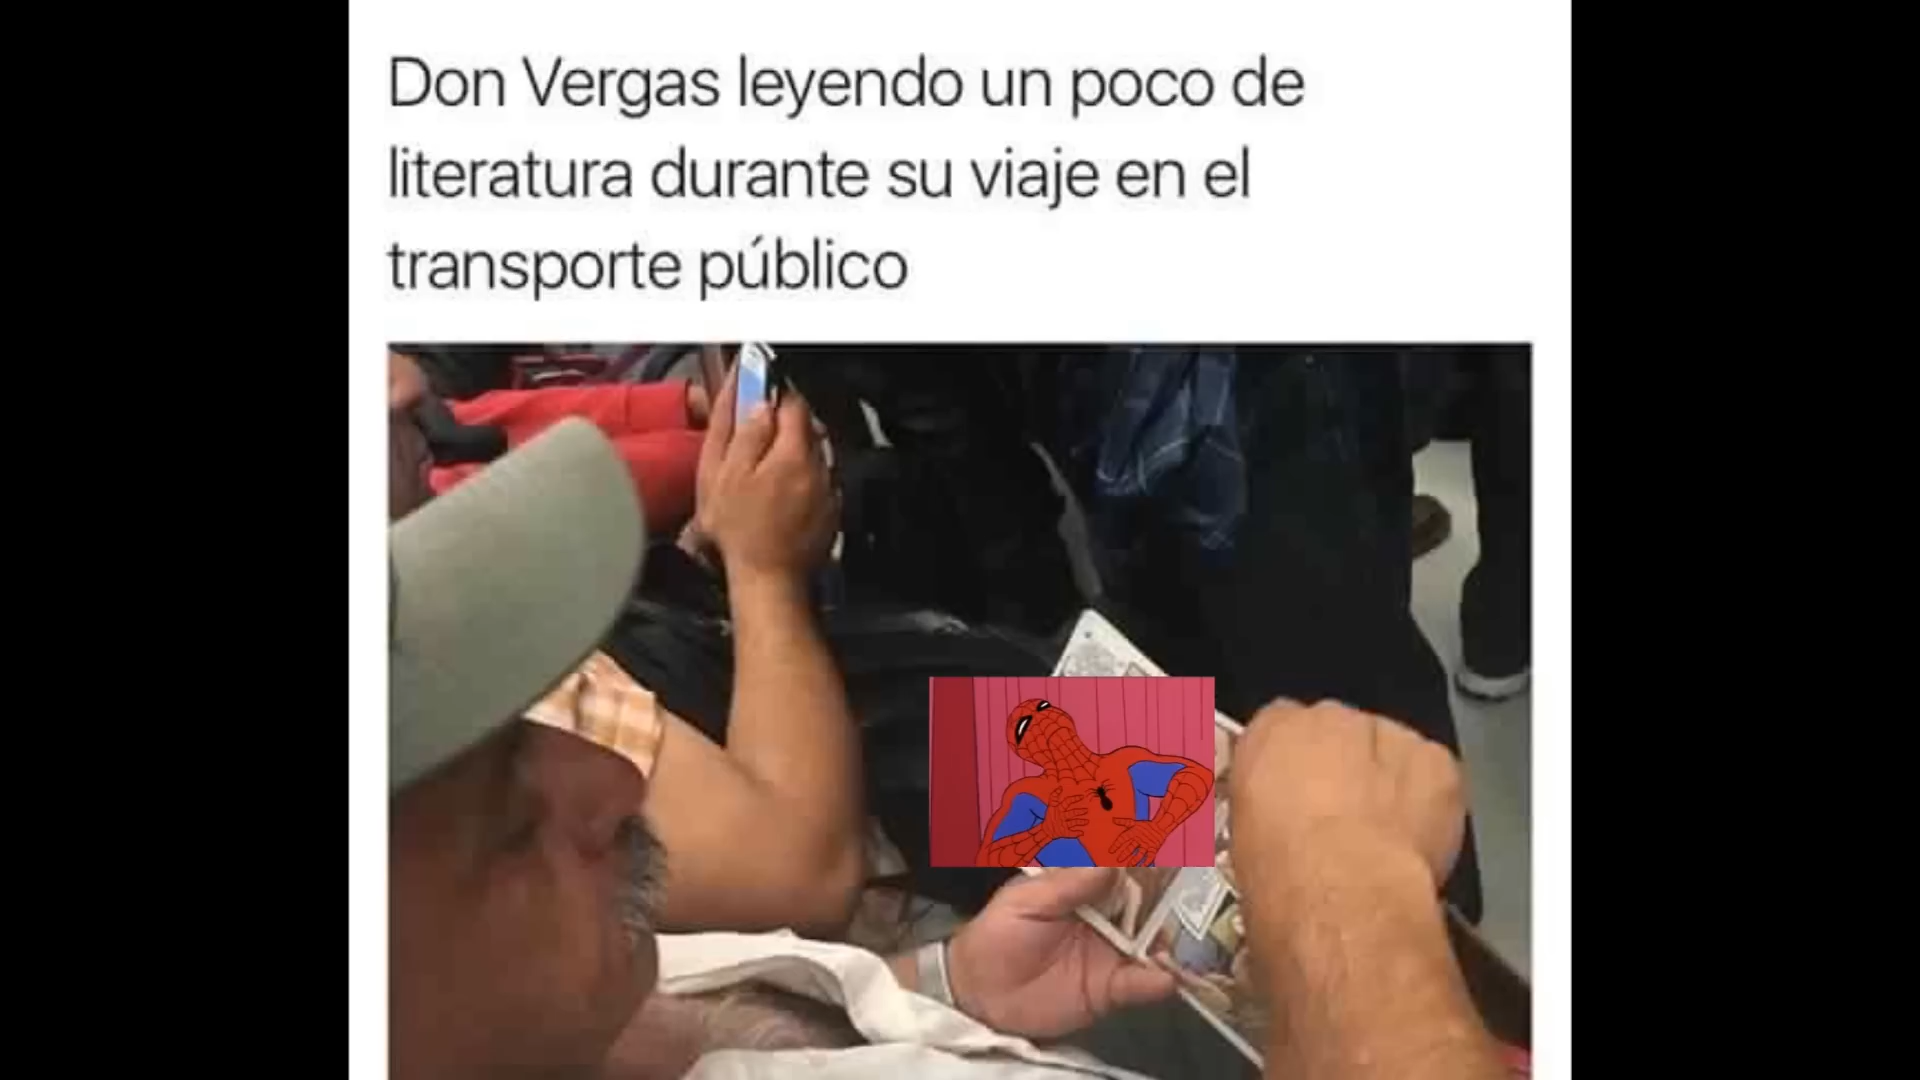 Don Vergas leyendo un poco de
literatura durante su viaje en el
transporte público